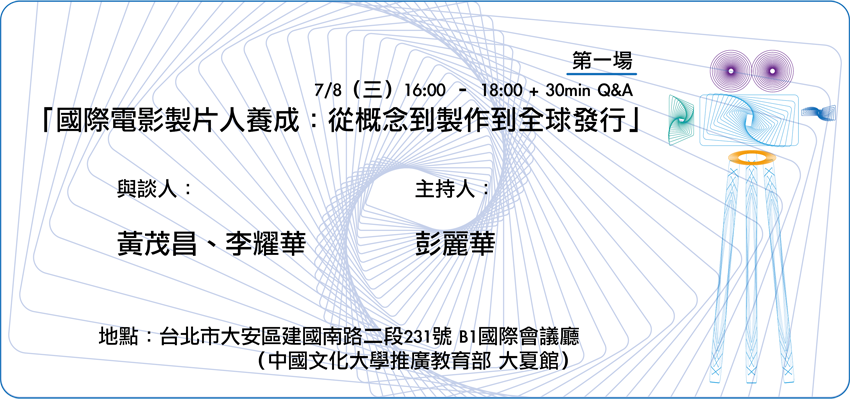 第一場
7/8（三）16:00 - 18:00 + 30min Q&A
「國際電影製片人養成：從概念到製作到全球發行」
與談人： 主持人：
黃茂昌、李耀華 彭麗華
地點：台北市大安區建國南路二段231號 B1國際會議廳
（中國文化大學推廣教育部 大夏館）